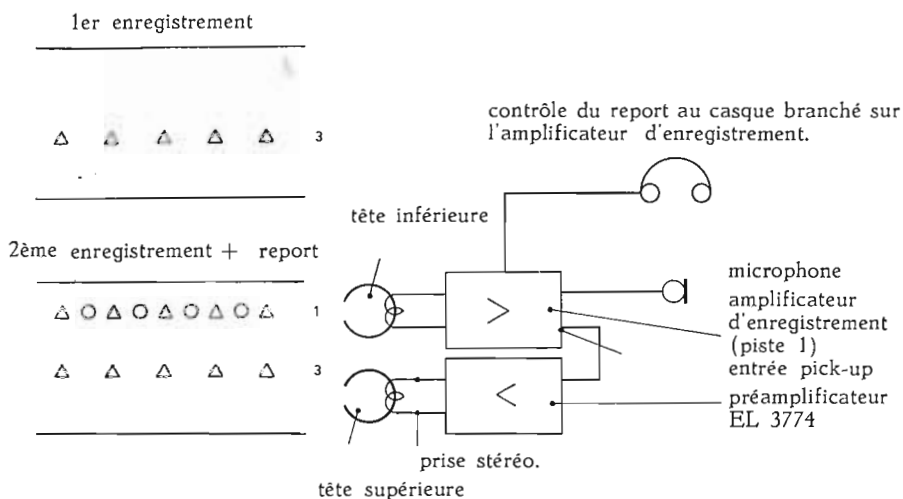 1er enregistrement
3
contrôle du report au casque branché sur
l'amplificateur d'enregistrement.
tête inférieure
2ème enregistrement + report
1
3
microphone
amplificateur
d'enregistrement
(piste 1)
entrée pick-up
préamplificateur
EL 3774
prise stéréo.
tête supérieure